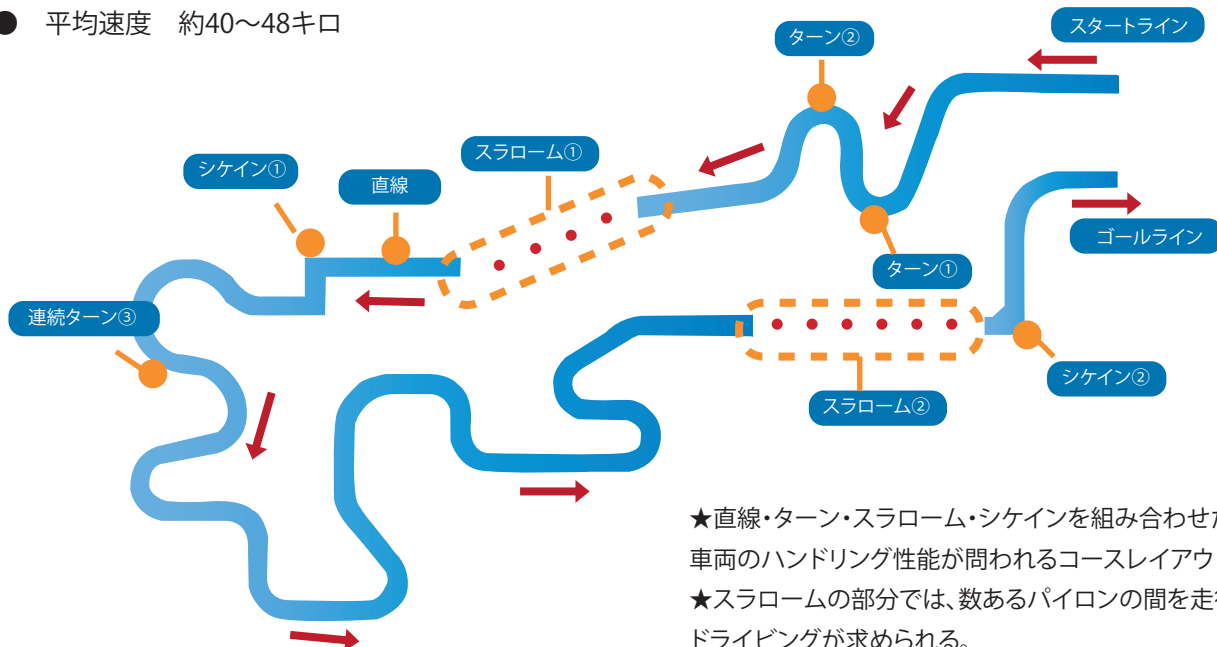 ● 平均速度 約40〜48キロ
スタートライン
ターン②
スラローム①
シケイン①
直線
ゴールライン
ターン①
連続ターン③
シケイン②
スラローム②
★直線・ターン・スラローム・シケインを組み合わせ
車両のハンドリング性能が問われるコースレイアウ
★スラロームの部分では、数あるパイロンの間を走
ドライビングが求められる。